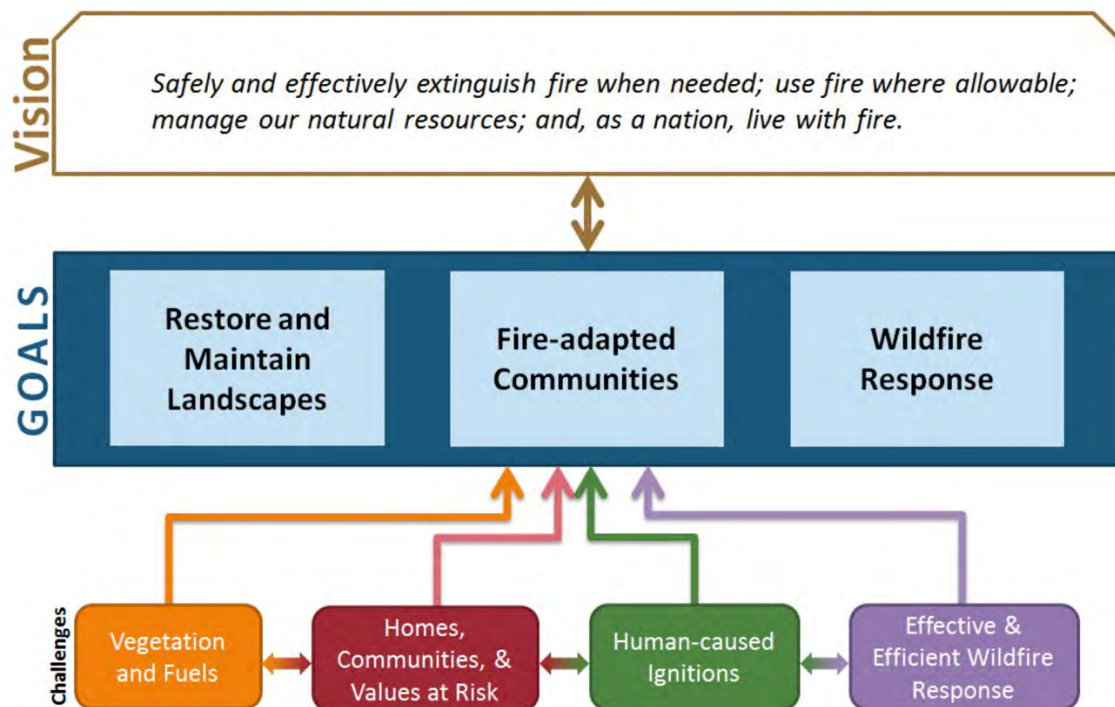 Vision
Safely and effectively extinguish fire when needed; use fire where allowable;
manage our natural resources; and, as a nation, live with fire.
GOALS
Restore and
Maintain
Landscapes
Fire-adapted
Communities
Wildfire
Response
Challenges
Vegetation
and Fuels
Homes,
Communities, &
Values at Risk
Human-caused
Ignitions
Effective &
Efficient Wildfire
Response